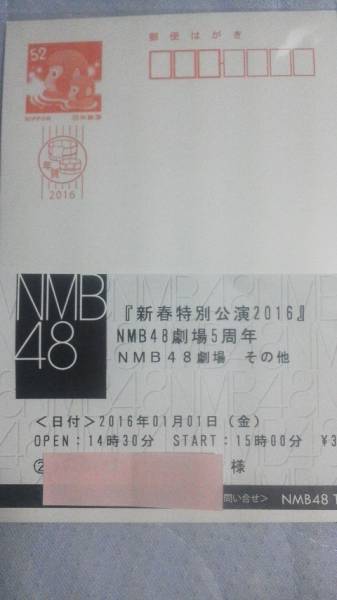 郵便はがき
52
NIPPON 日本郵便
年賀
2016
NMB
48
『新春特別公演2016』
NMB48劇場5周年
NMB48劇場 その他
<日付>2016年01月01日(金)
OPEN:14時30分 START:15時00分 ¥3
②
様
問い合せ> NMB48 T